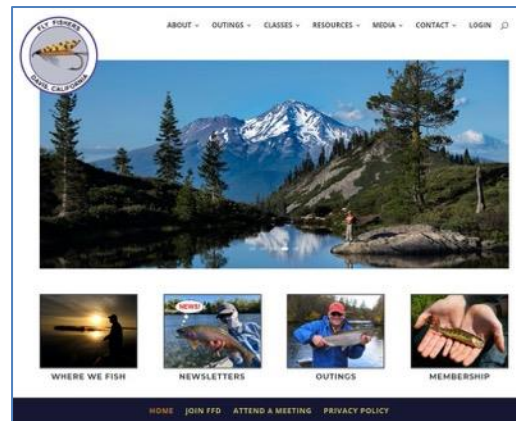 FLY FISHERS
DAVIS, CALIFORNIA
ABOUT OUTINGS CLASSES RESOURCES MEDIA CONTACT LOGIN
NEWS!
WHERE WE FISH NEWSLETTERS OUTINGS MEMBERSHIP
HOME JOIN FFD ATTEND A MEETING PRIVACY POLICY